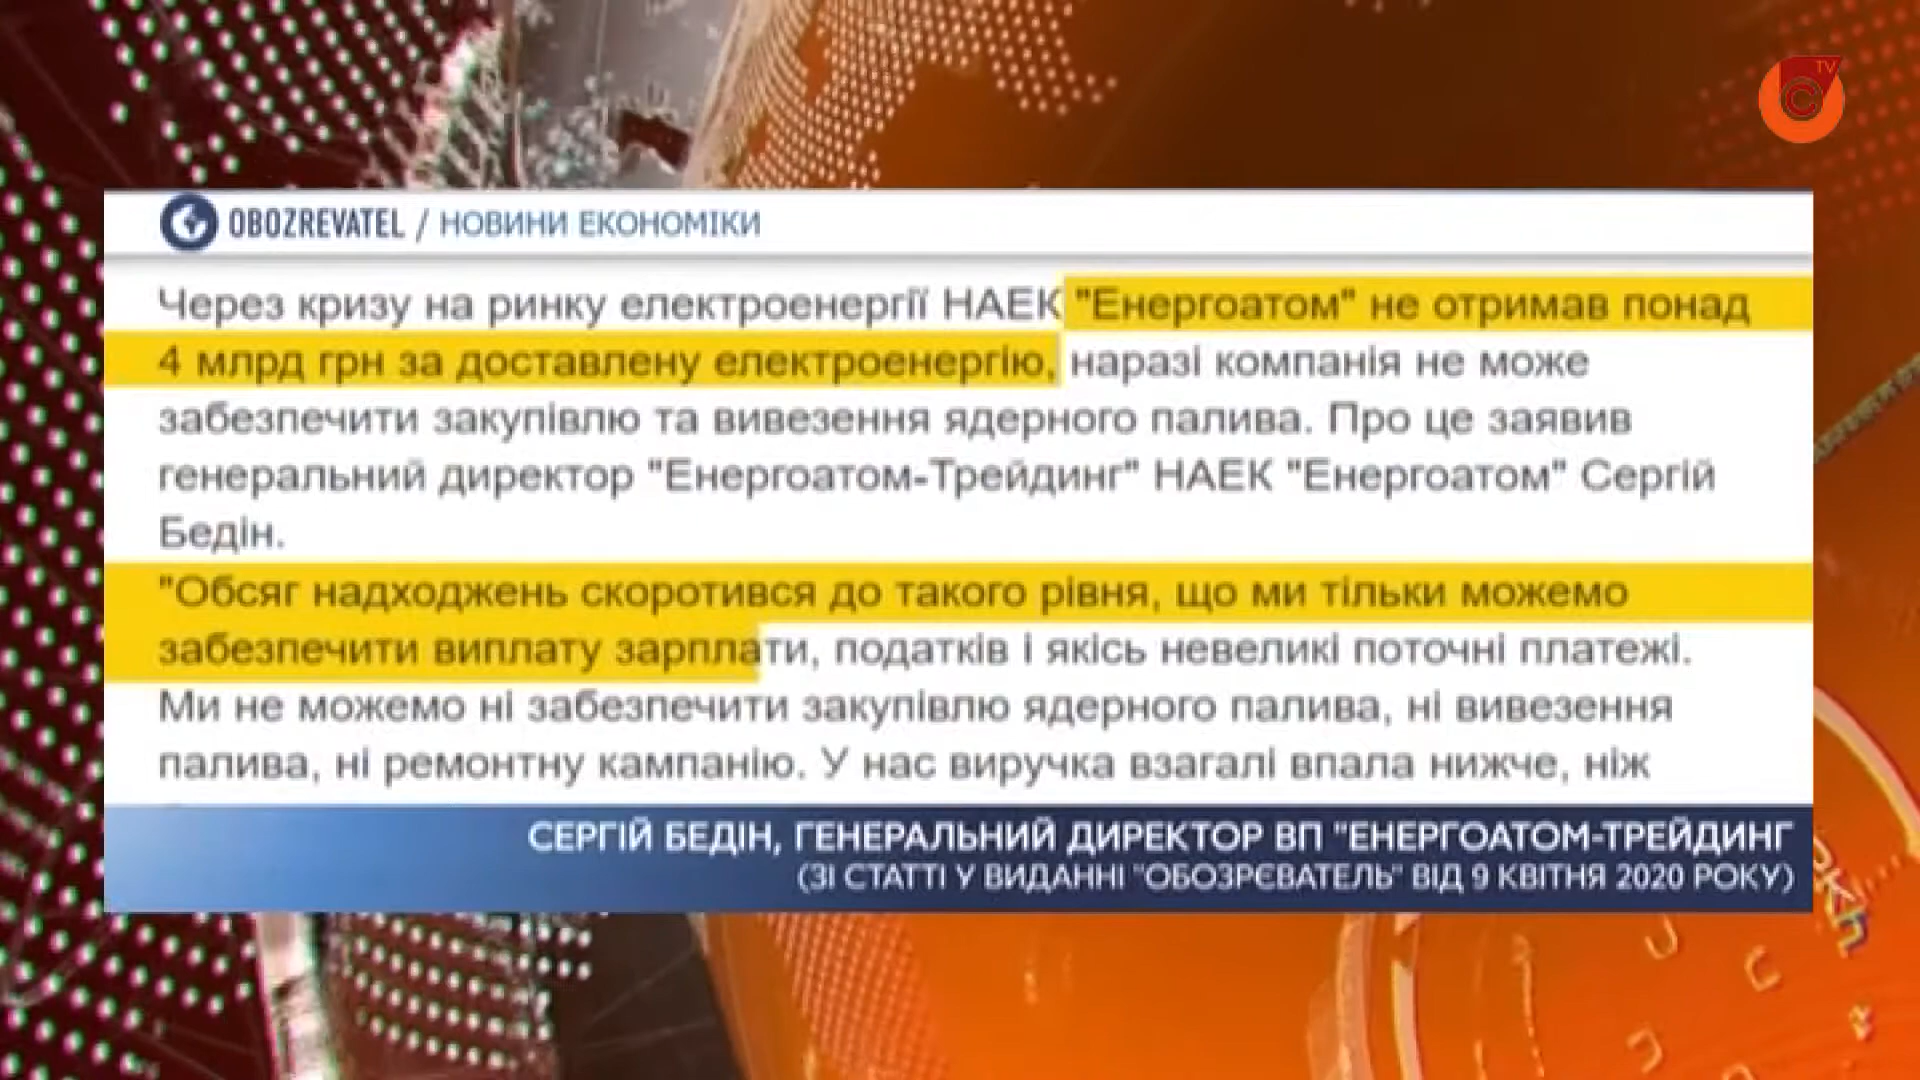 TV
C
OBOZREVATEL / НОВИНИ ЕКОНОМІКИ
Через кризу на ринку електроенергії НАЕК "Енергоатом" не отримав понад
4 млрд грн за доставлену електроенергію, наразі компанія не може
забезпечити закупівлю та вивезення ядерного палива. Про це заявив
генеральний директор "Енергоатом-Трейдинг" НАЕК "Енергоатом" Сергій
Бедін.
"Обсяг надходжень скоротився до такого рівня, що ми тільки можемо
забезпечити виплату зарплати, податків і якісь невеликі поточні платежі.
Ми не можемо ні забезпечити закупівлю ядерного палива, ні вивезення
палива, ні ремонтну кампанію. У нас виручка взагалі впала нижче, ніж
СЕРГІЙ БЕДІН, ГЕНЕРАЛЬНИЙ ДИРЕКТОР ВП "ЕНЕРГОАТОМ-ТРЕЙДИНГ
(ЗІ СТАТТІ У ВИДАННІ "ОБОЗРЄВАТЕЛЬ" ВІД 9 КВІТНЯ 2020 РОКУ)